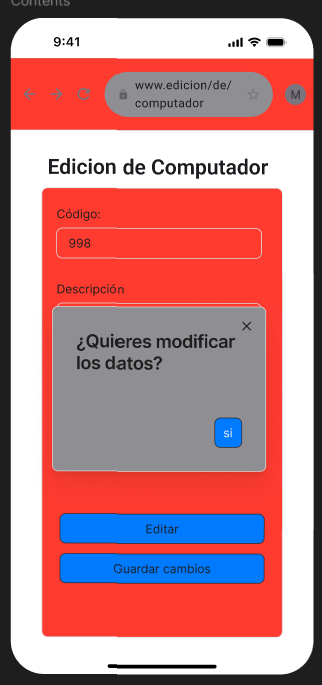 Contents
9:41
www.edicion/de/
computador
M
Edicion de Computador
Código:
998
Descripción
¿Quieres modificar
los datos?
si
Editar
Guardar cambios